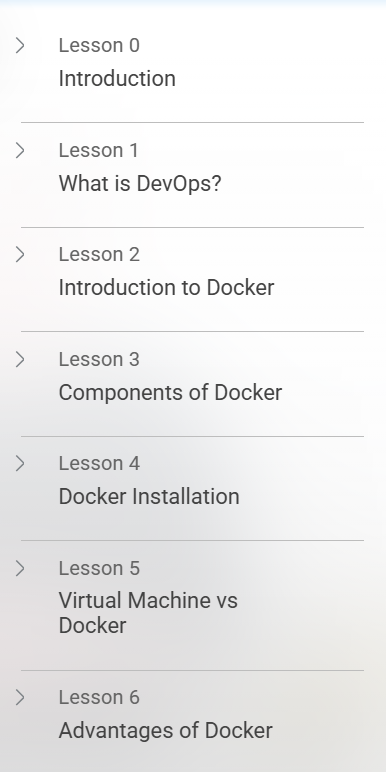 Lesson 0
Introduction
Lesson 1
What is DevOps?
Lesson 2
Introduction to Docker
Lesson 3
Components of Docker
Lesson 4
Docker Installation
Lesson 5
Virtual Machine vs
Docker
Lesson 6
Advantages of Docker